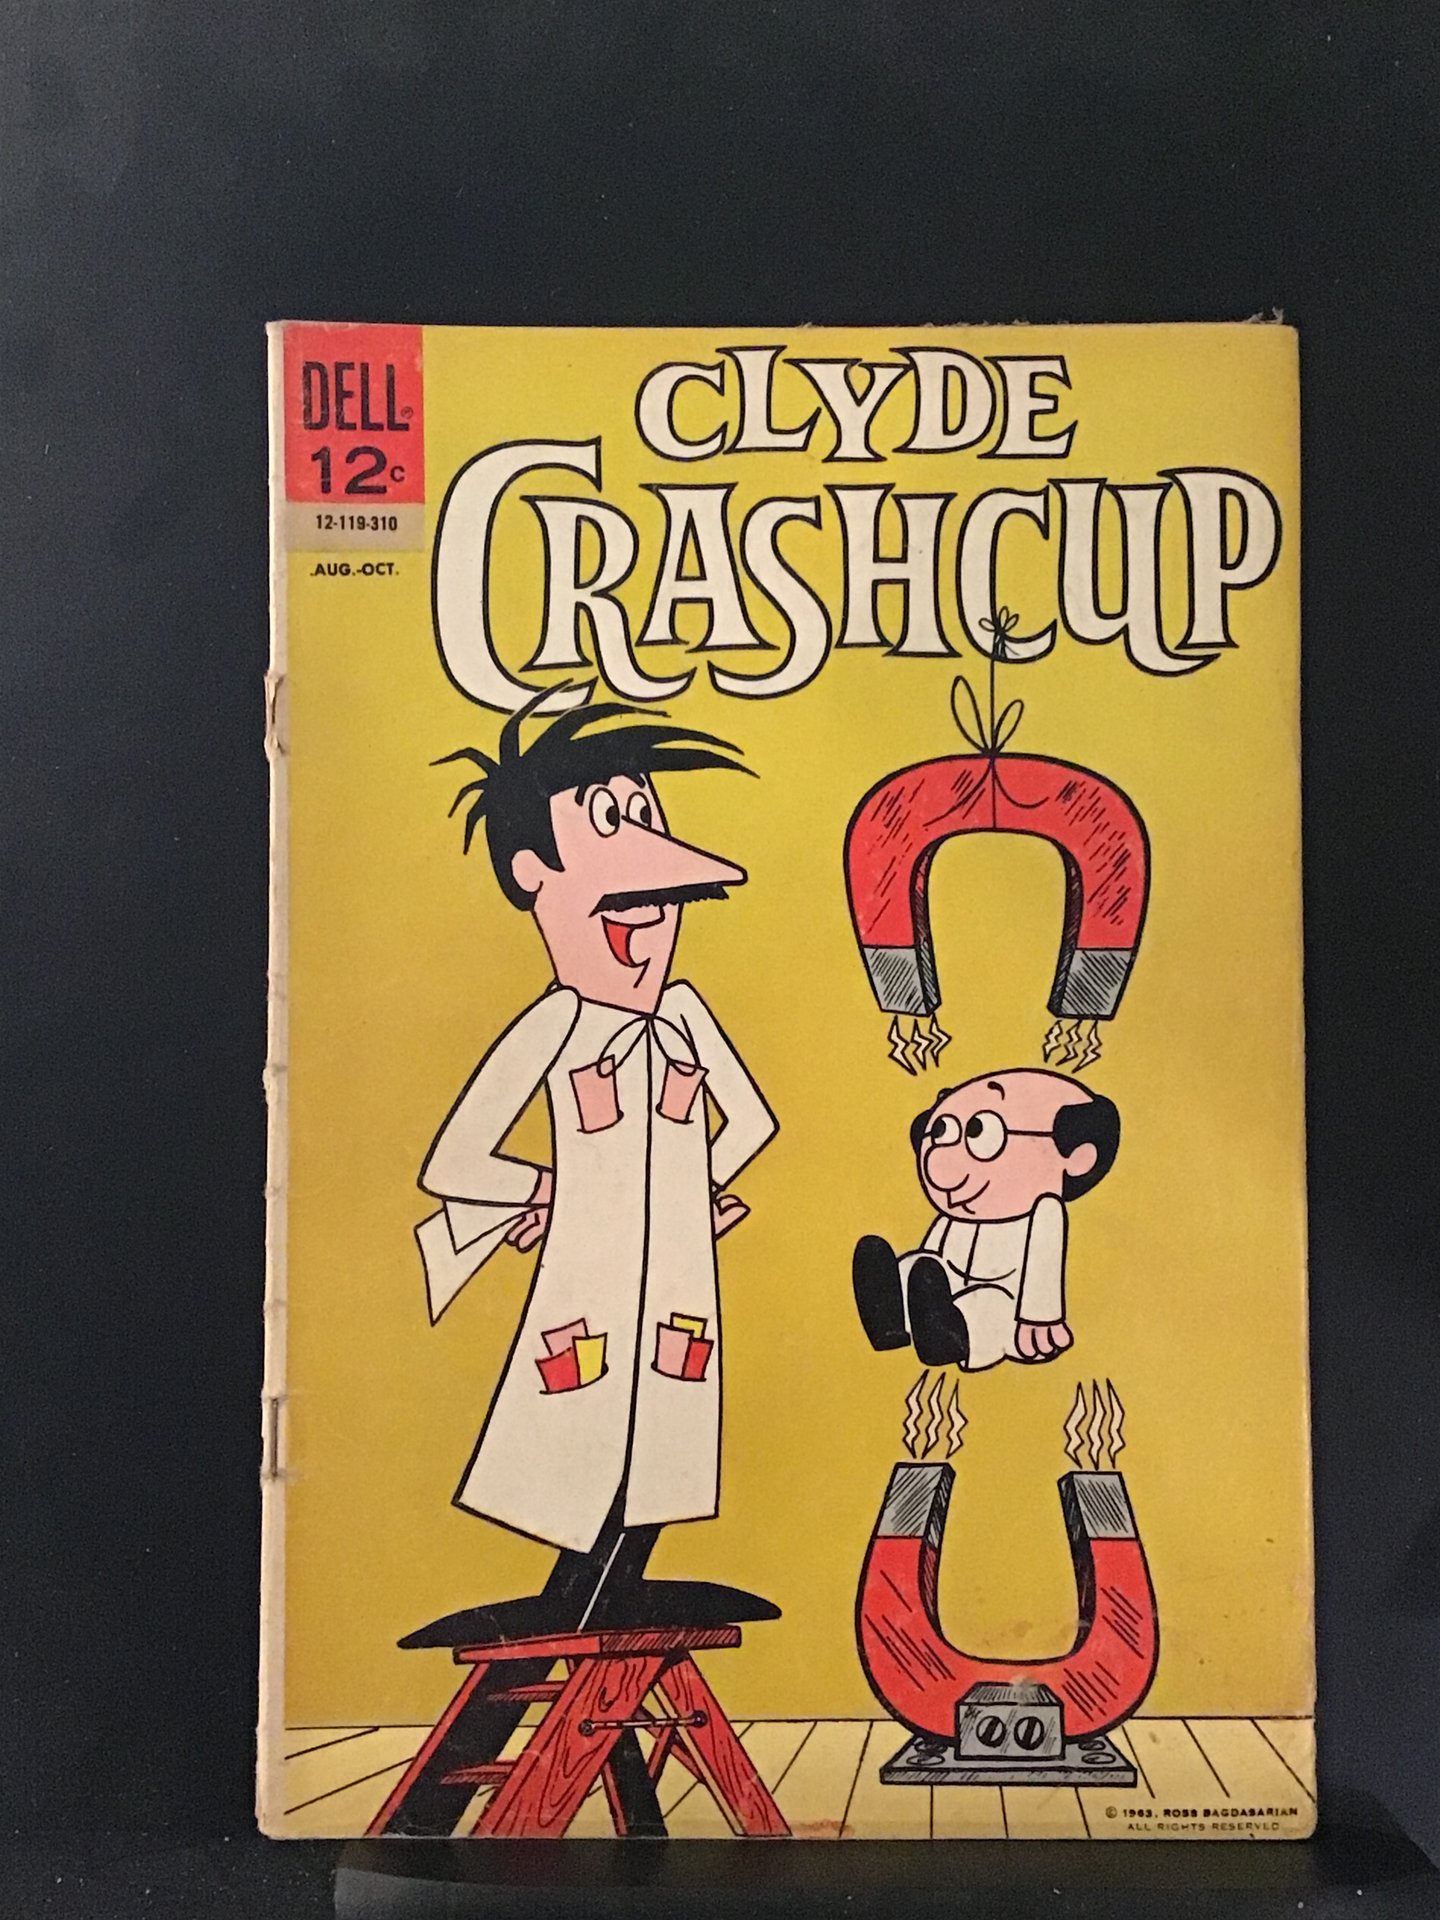 DELL®
12c
12-119-310
AUG.-OCT.
CLYDE
CRASHCUP
© 1963, ROSS BAGDASARIAN
ALL RIGHTS RESERVED